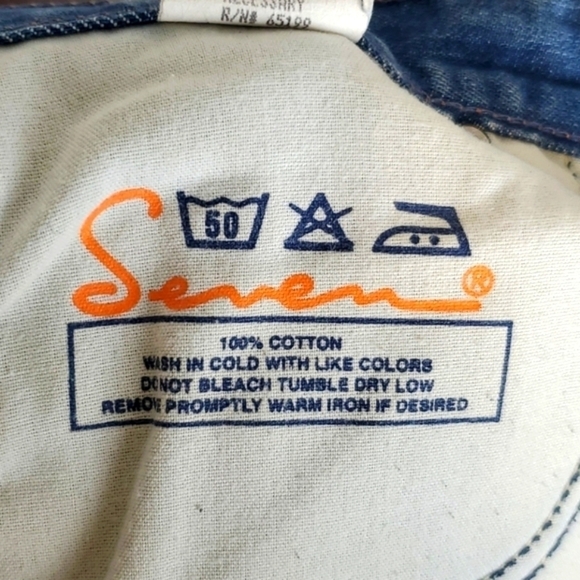 NECESSARY
R/N# 65199
50
Seven®
100% COTTON
WASH IN COLD WITH LIKE COLORS
DO NOT BLEACH TUMBLE DRY LOW
REMOVE PROMPTLY WARM IRON IF DESIRED